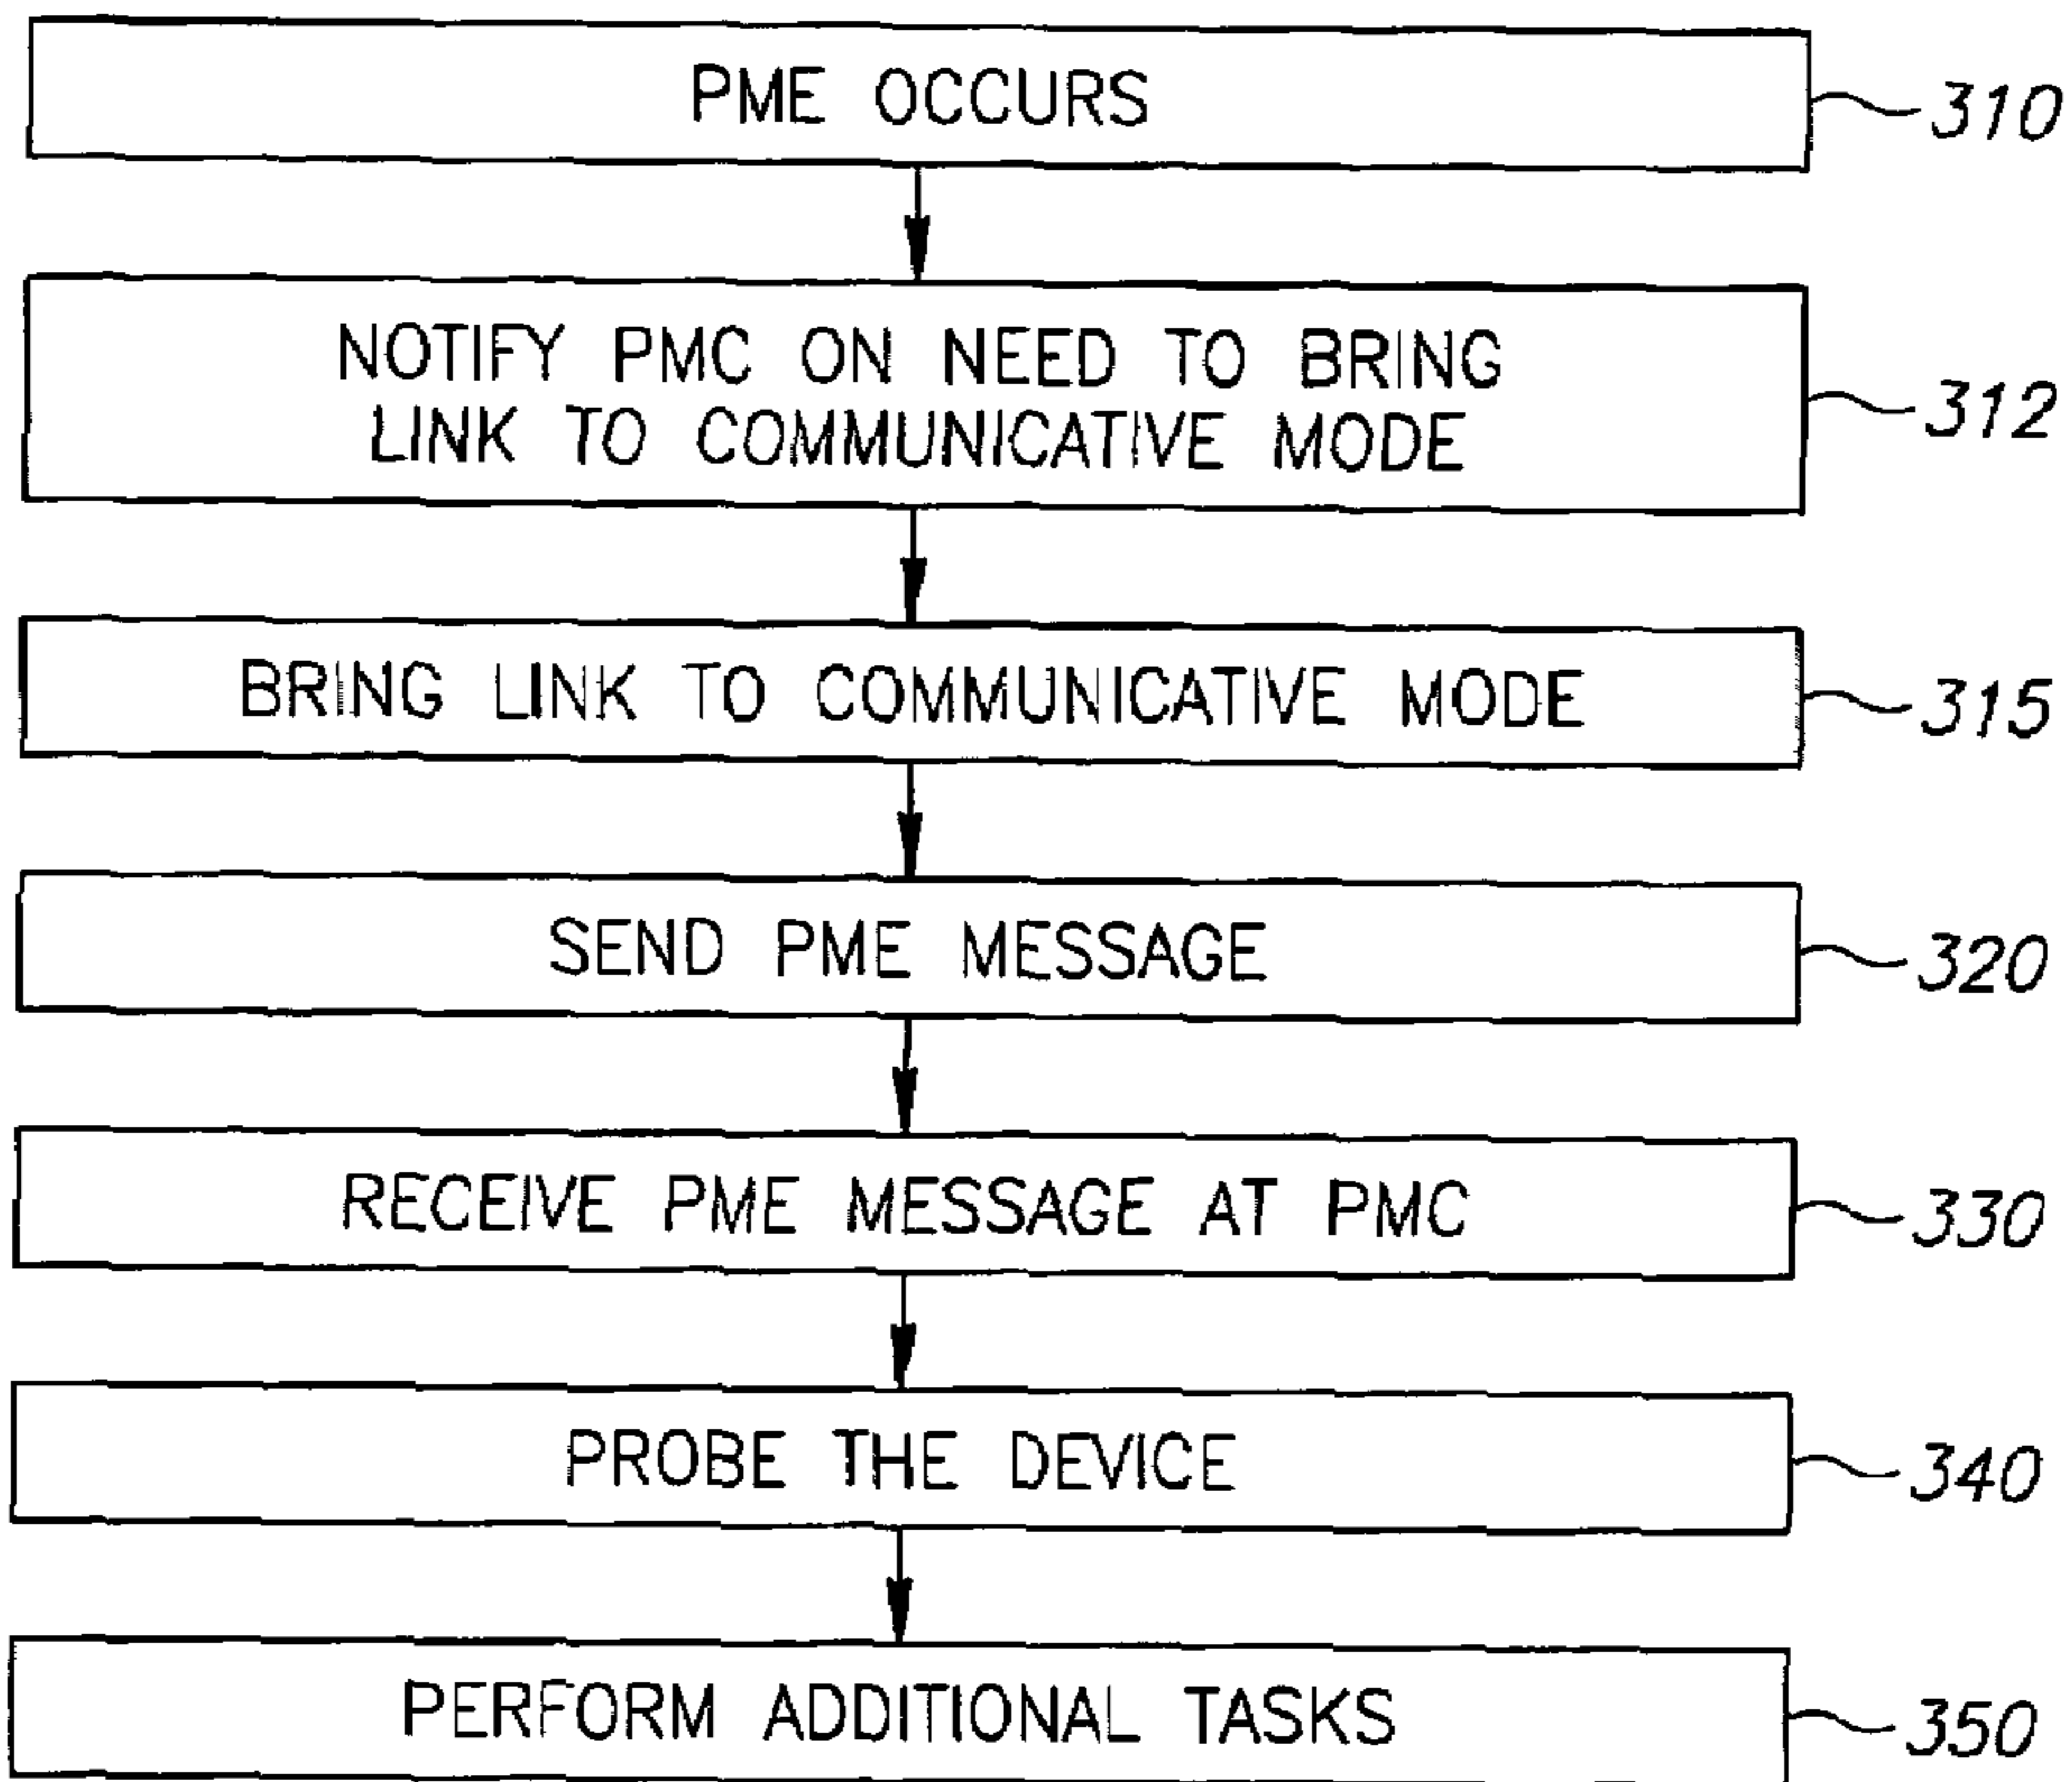 PME OCCURS
310
NOTIFY PMC ON NEED TO BRING
LINK TO COMMUNICATIVE MODE
312
BRING LINK TO COMMUNICATIVE MODE
315
SEND PME MESSAGE
320
RECEIVE PME MESSAGE AT PMC
330
PROBE THE DEVICE
340
PERFORM ADDITIONAL TASKS
350